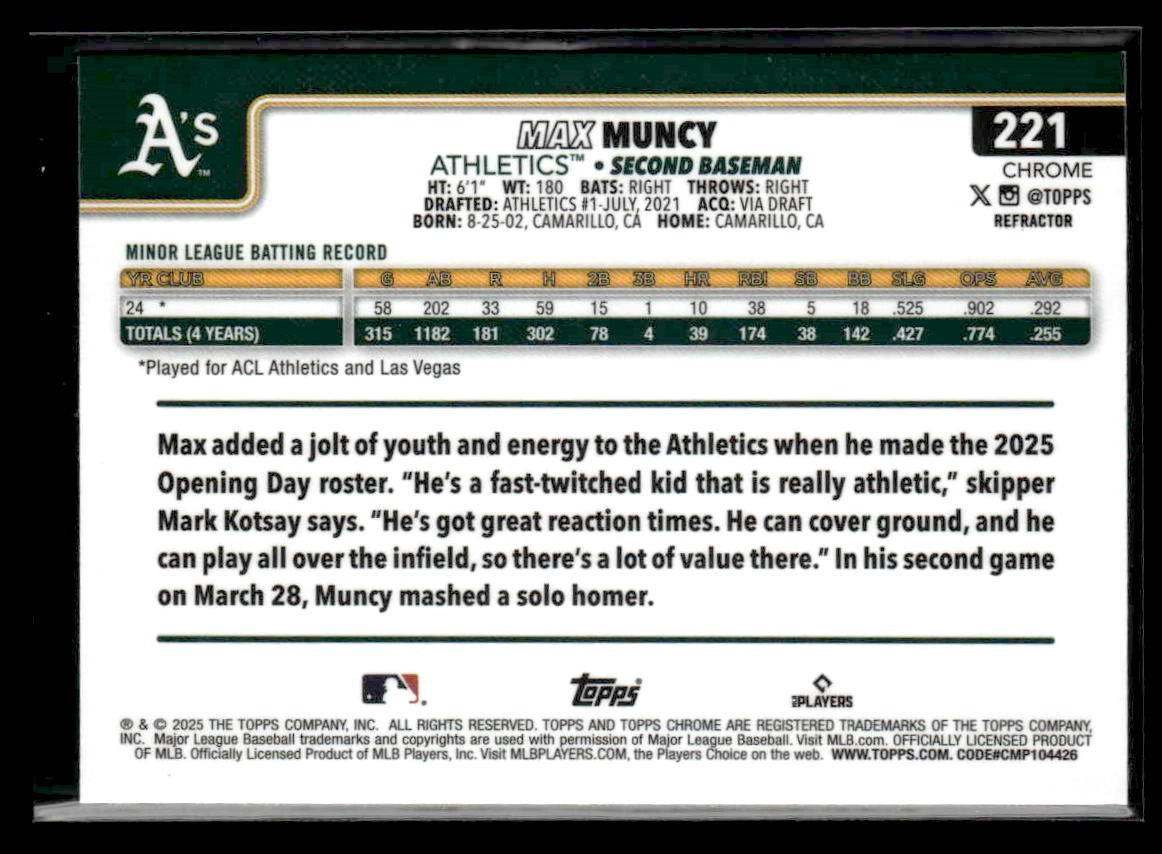 A's™
221
MAX MUNCY
CHROME
ATHLETICS™ • SECOND BASEMAN
X @TOPPS
HT: 6'1" WT: 180 BATS: RIGHT THROWS: RIGHT
REFRACTOR
DRAFTED: ATHLETICS #1-JULY, 2021 ACQ: VIA DRAFT
BORN: 8-25-02, CAMARILLO, CA HOME: CAMARILLO, CA
MINOR LEAGUE BATTING RECORD
YR CLUB G AB R H 2B 3B HR RBI SB BB SLG OPS AVG
24 * 58 202 33 59 15 1 10 38 5 18 .525 .902 .292
TOTALS (4 YEARS) 315 1182 181 302 78 4 39 174 38 142 .427 .774 .255
*Played for ACL Athletics and Las Vegas
Max added a jolt of youth and energy to the Athletics when he made the 2025
Opening Day roster. “He’s a fast-twitched kid that is really athletic,” skipper
Mark Kotsay says. “He’s got great reaction times. He can cover ground, and he
can play all over the infield, so there’s a lot of value there.” In his second game
on March 28, Muncy mashed a solo homer.
Topps
MLB PLAYERS
® & © 2025 THE TOPPS COMPANY, INC. ALL RIGHTS RESERVED. TOPPS AND TOPPS CHROME ARE REGISTERED TRADEMARKS OF THE TOPPS COMPANY,
INC. Major League Baseball trademarks and copyrights are used with permission of Major League Baseball. Visit MLB.com. OFFICIALLY LICENSED PRODUCT
OF MLB. Officially Licensed Product of MLB Players, Inc. Visit MLBPLAYERS.COM, the Players Choice on the web. WWW.TOPPS.COM. CODE#CMP104426